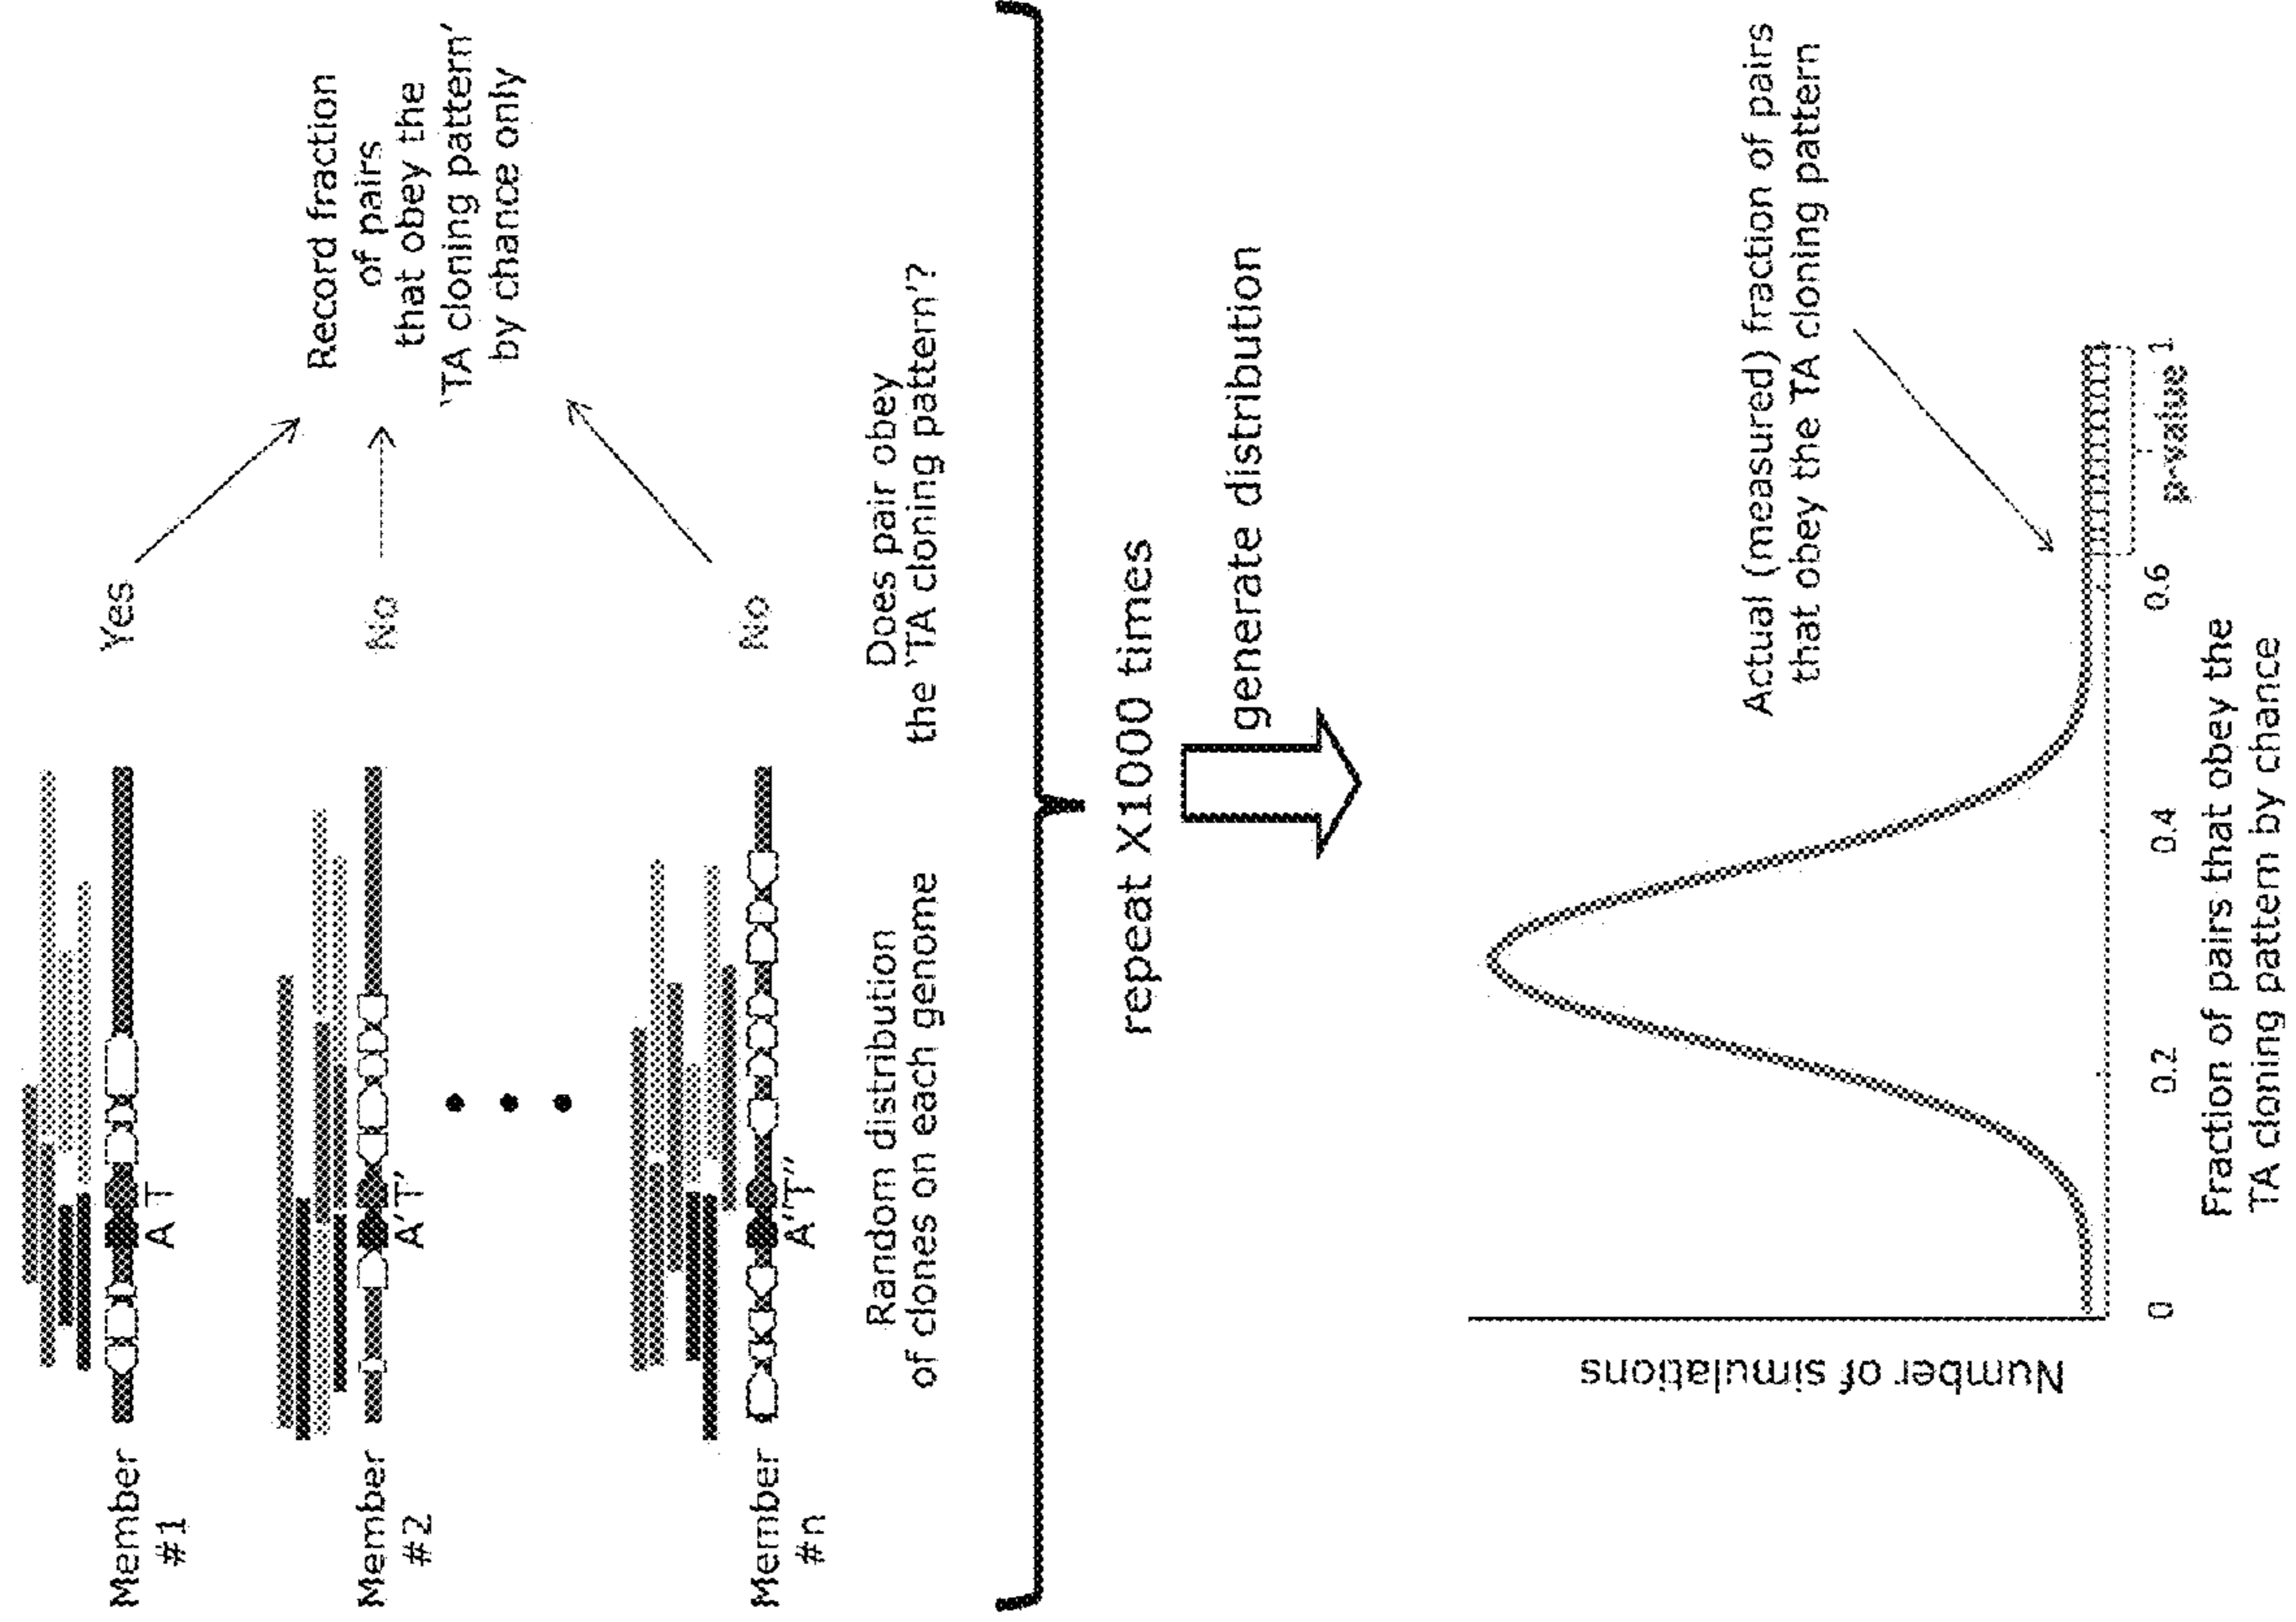 Member
#1
A T
Yes
Member
#2
A' T'
No
Member
#n
A'' T''
No
Record fraction
of pairs
that obey the
'TA cloning pattern'
by chance only
Random distribution
of clones on each genome
Does pair obey
the 'TA cloning pattern'?
repeat X1000 times
generate distribution
Number of simulations
Actual (measured) fraction of pairs
that obey the TA cloning pattern
0
0.2
0.4
0.6
1
p-value
Fraction of pairs that obey the
TA cloning pattern by chance